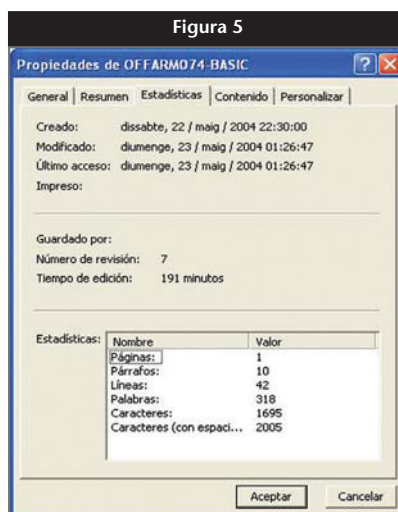 Figura 5
Propiedades de OFFARM074-BASIC
General Resumen Estadísticas Contenido Personalizar
Creado: dissabte, 22 / maig / 2004 22:30:00
Modificado: diumenge, 23 / maig / 2004 01:26:47
Último acceso: diumenge, 23 / maig / 2004 01:26:47
Impreso:
Guardado por:
Número de revisión: 7
Tiempo de edición: 191 minutos
Estadísticas: Nombre Valor
Páginas: 1
Párrafos: 10
Líneas: 42
Palabras: 318
Caracteres: 1695
Caracteres (con espaci... 2005
Aceptar Cancelar